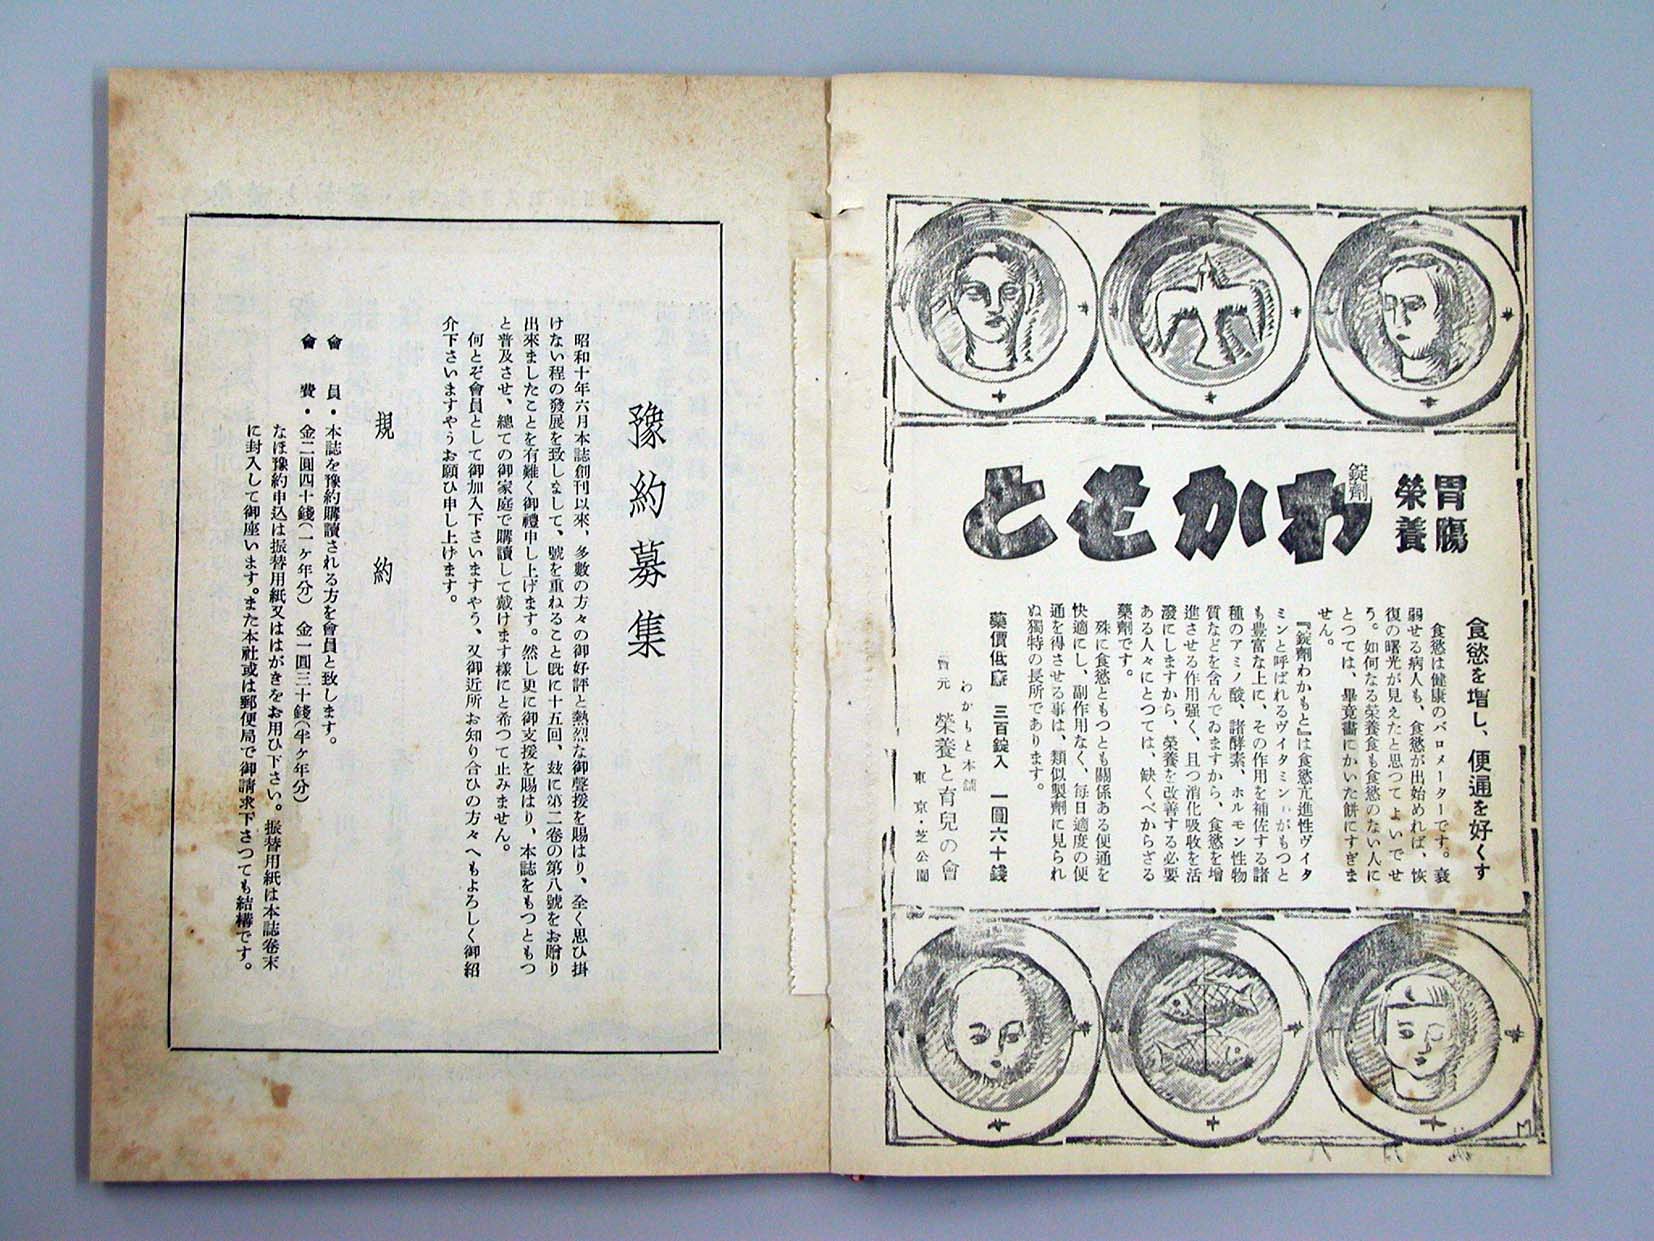 胃腸
榮養
錠劑
わかもと
食慾を增し、便通を好くす
食慾は健康のバロメーターです。衰
弱せる病人も、食慾が出始めれば、恢
復の曙光が見えたと思つてよいでせ
う。如何なる榮養食も食慾のない人に
とつては、畢竟畫にかいた餅にすぎま
せん。
『錠劑わかもと』は食慾亢進性ヴイタ
ミンと呼ばれるヴイタミンBがもつと
も豐富な上に、その作用を補佐する諸
種のアミノ酸、諸酵素、ホルモン性物
質などを含んでゐますから、食慾を增
進させる作用强く、且つ消化吸收を活
潑にしますから、榮養を改善する必要
ある人々にとつては、缺くべからざる
藥劑です。
殊に食慾ともつとも關係ある便通を
快適にし、副作用なく、每日適度の便
通を得させる事は、類似製劑に見られ
ぬ獨特の長所であります。
藥價低廉 三百錠入 一圓六十錢
わかもと本舖
榮養と育兒の會
東京・芝公園
豫約募集
昭和十年六月本誌創刊以來、多數の方々の御好評と熱烈な御聲援を賜はり、全く思ひ掛
けない程の發展を致しまして、號を重ねること既に十五回、玆に第二卷の第八號をお贈り
出來ましたことを有難く御禮申し上げます。然し更に御支援を賜はり、本誌をもつともつ
と普及させ、總ての御家庭で購讀して戴けます樣にと希つて止みません。
何とぞ會員として御加入下さいますやう、又御近所お知り合ひの方々へもよろしく御紹
介下さいますやうお願ひ申し上げます。
規約
會員・本誌を豫約購讀される方を會員と致します。
會費・金二圓四十錢(一ケ年分) 金一圓三十錢(半ケ年分)
なほ豫約申込は振替用紙又ははがきをお用ひ下さい。振替用紙は本誌卷末
に封入して御座います。また本社或は郵便局で御請求下さつても結構です。